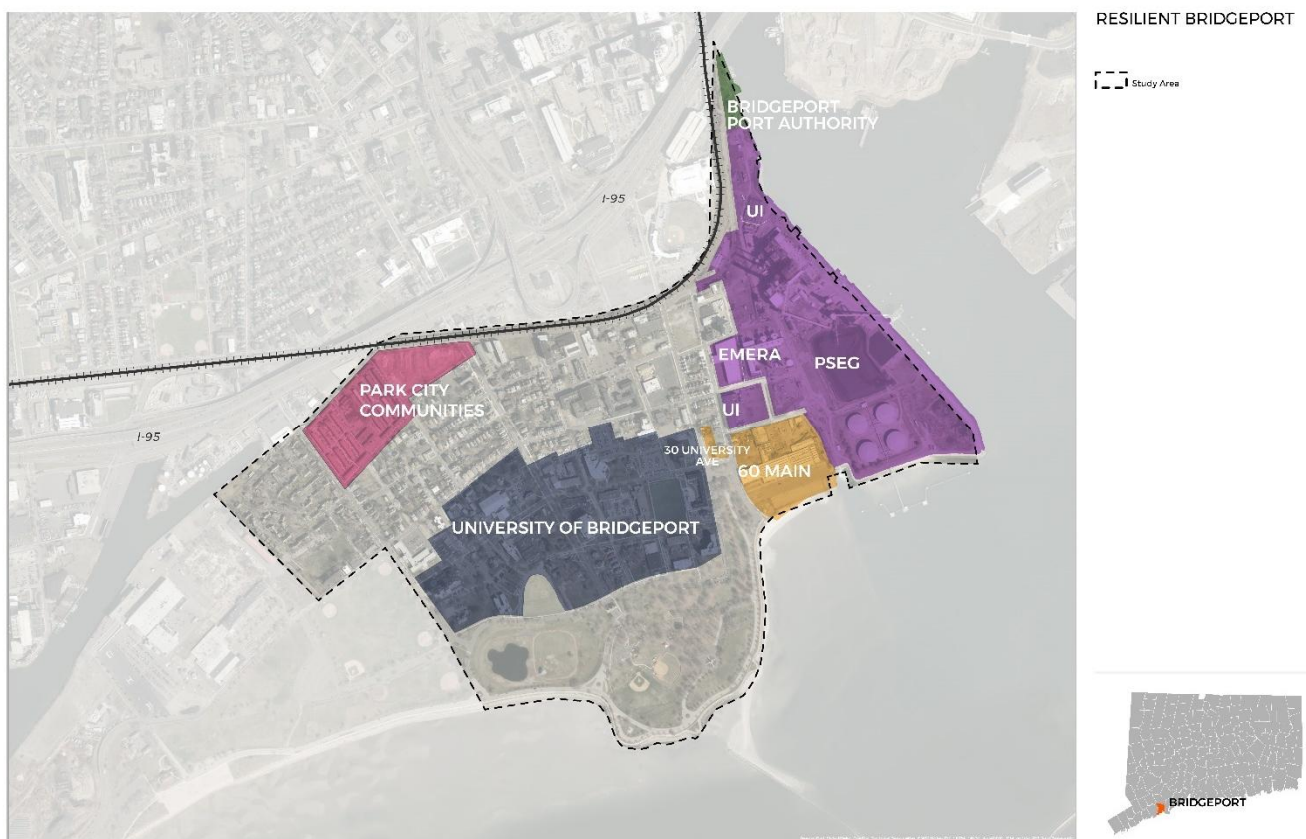 RESILIENT BRIDGEPORT
Study Area
BRIDGEPORT
PORT AUTHORITY
I-95
UI
EMERA
PSEG
PARK CITY
COMMUNITIES
UI
I-95
30 UNIVERSITY
AVE
60 MAIN
UNIVERSITY OF BRIDGEPORT
BRIDGEPORT